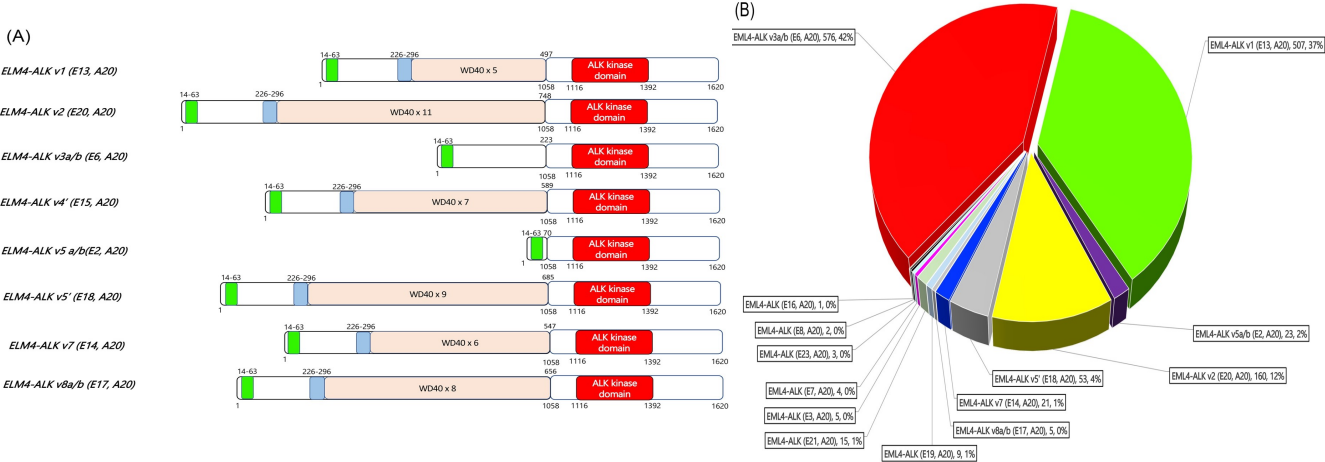 (A)
ELM4-ALK v1 (E13, A20)
14-63 226-296 497
WD40 x 5
ALK kinase
domain
1 1058 1116 1392 1620
ELM4-ALK v2 (E20, A20)
14-63 226-296 748
WD40 x 11
ALK kinase
domain
1 1058 1116 1392 1620
ELM4-ALK v3a/b (E6, A20)
14-63 223
ALK kinase
domain
1 1058 1116 1392 1620
ELM4-ALK v4’ (E15, A20)
14-63 226-296 589
WD40 x 7
ALK kinase
domain
1 1058 1116 1392 1620
ELM4-ALK v5 a/b(E2, A20)
14-63 70
ALK kinase
domain
1 1058 1116 1392 1620
ELM4-ALK v5’ (E18, A20)
14-63 226-296 685
WD40 x 9
ALK kinase
domain
1 1058 1116 1392 1620
ELM4-ALK v7 (E14, A20)
14-63 226-296 547
WD40 x 6
ALK kinase
domain
1 1058 1116 1392 1620
ELM4-ALK v8a/b (E17, A20)
14-63 226-296 656
WD40 x 8
ALK kinase
domain
1 1058 1116 1392 1620
(B)
EML4-ALK v3a/b (E6, A20), 576, 42%
EML4-ALK v1 (E13, A20), 507, 37%
EML4-ALK (E16, A20), 1, 0%
EML4-ALK (E8, A20), 2, 0%
EML4-ALK (E23, A20), 3, 0%
EML4-ALK (E7, A20), 4, 0%
EML4-ALK (E3, A20), 5, 0%
EML4-ALK (E21, A20), 15, 1%
EML4-ALK (E19, A20), 9, 1%
EML4-ALK v8a/b (E17, A20), 5, 0%
EML4-ALK v7 (E14, A20), 21, 1%
EML4-ALK v5' (E18, A20), 53, 4%
EML4-ALK v2 (E20, A20), 160, 12%
EML4-ALK v5a/b (E2, A20), 23, 2%